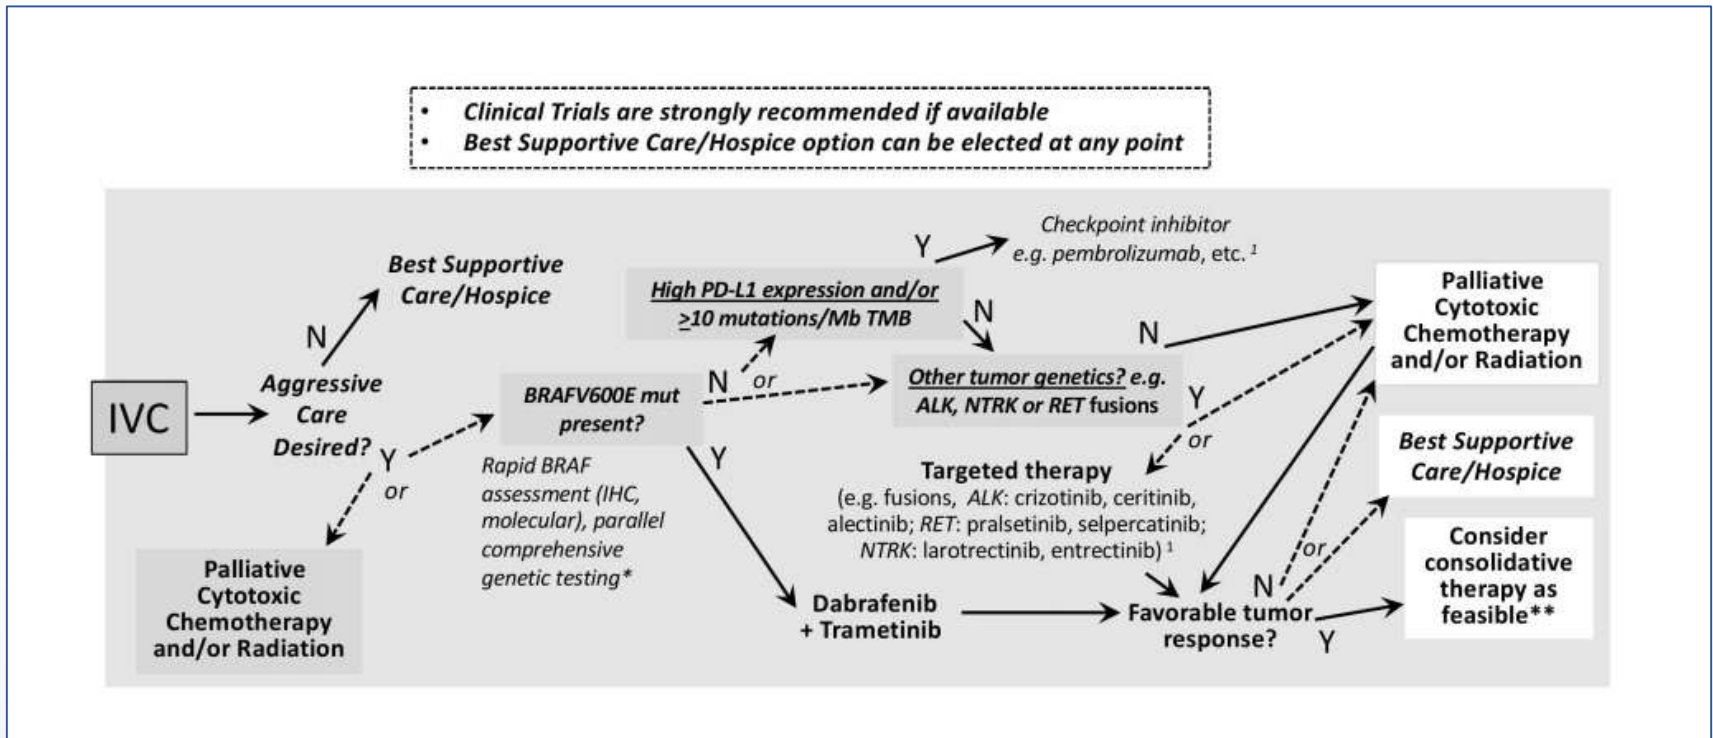 • Clinical Trials are strongly recommended if available
• Best Supportive Care/Hospice option can be elected at any point
IVC
Aggressive
Care
Desired?
N
Best Supportive
Care/Hospice
Y
or
Palliative
Cytotoxic
Chemotherapy
and/or Radiation
BRAFV600E mut
present?
Rapid BRAF
assessment (IHC,
molecular), parallel
comprehensive
genetic testing*
N
or
High PD-L1 expression and/or
≥10 mutations/Mb TMB
Y
Checkpoint inhibitor
e.g. pembrolizumab, etc. 1
N
Other tumor genetics? e.g.
ALK, NTRK or RET fusions
N
Y
or
Targeted therapy
(e.g. fusions, ALK: crizotinib, ceritinib,
alectinib; RET: pralsetinib, selpercatinib;
NTRK: larotrectinib, entrectinib) 1
Y
Dabrafenib
+ Trametinib
Favorable tumor
response?
N
or
Y
Palliative
Cytotoxic
Chemotherapy
and/or Radiation
Best Supportive
Care/Hospice
Consider
consolidative
therapy as
feasible**